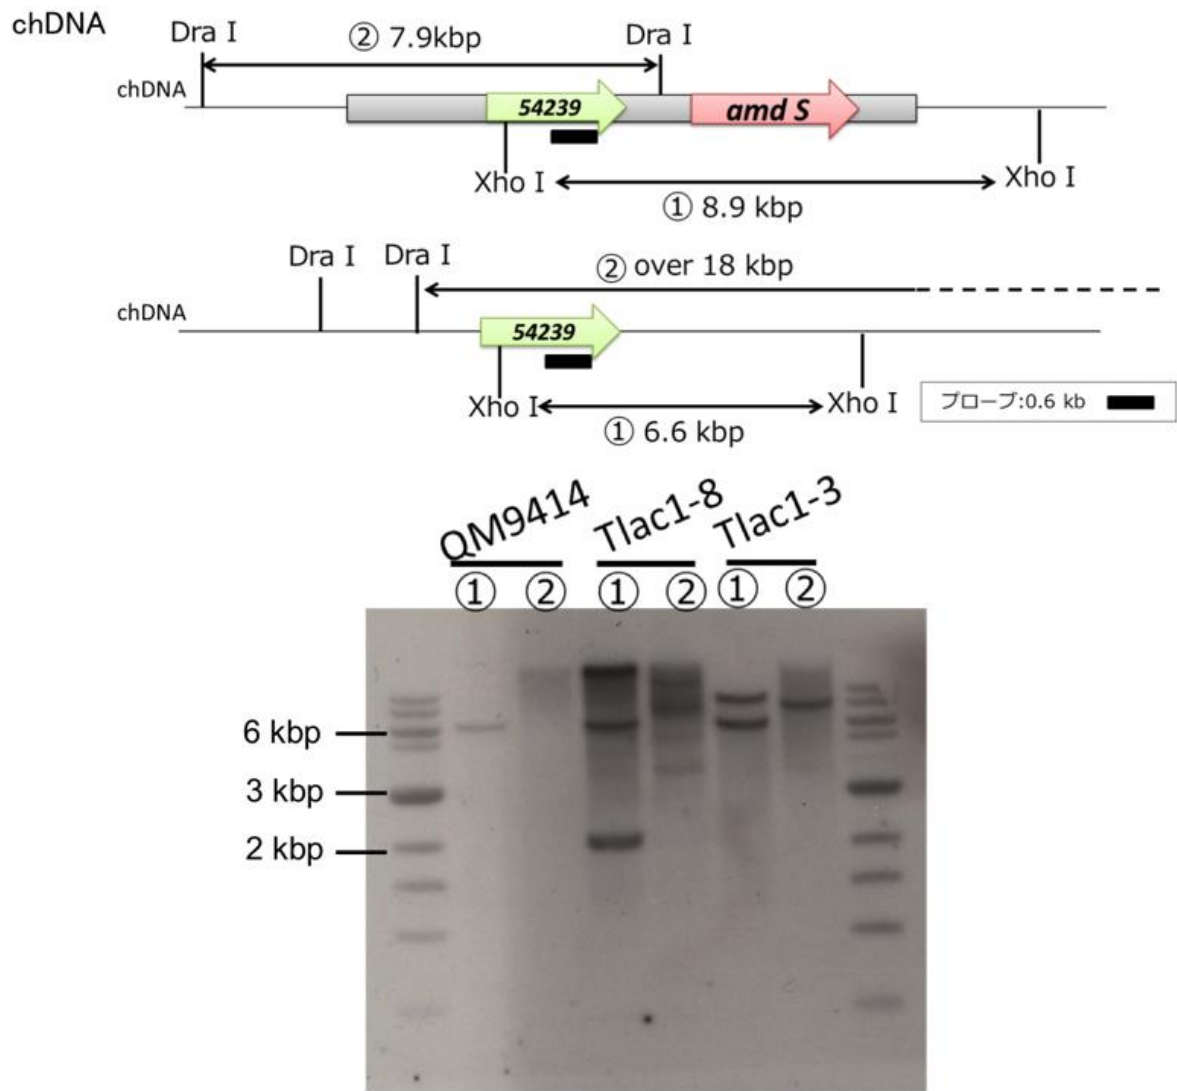 chDNA
Dra I
② 7.9kbp
Dra I
chDNA
54239
amd S
Xho I
Xho I
① 8.9 kbp
Dra I
Dra I
② over 18 kbp
chDNA
54239
Xho I
Xho I
① 6.6 kbp
プローブ:0.6 kb
QM9414
Tlac1-8
Tlac1-3
① ② ① ② ① ②
6 kbp
3 kbp
2 kbp